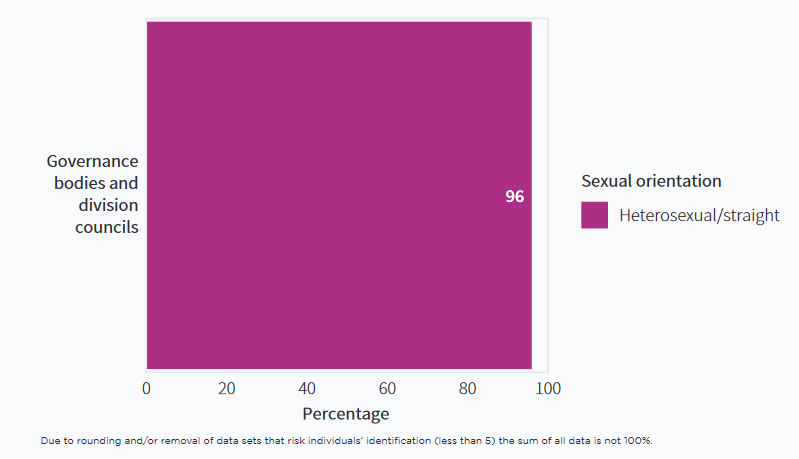 Governance
bodies and
division
councils
96
Sexual orientation
Heterosexual/straight
0 20 40 60 80 100
Percentage
Due to rounding and/or removal of data sets that risk individuals' identification (less than 5) the sum of all data is not 100%.